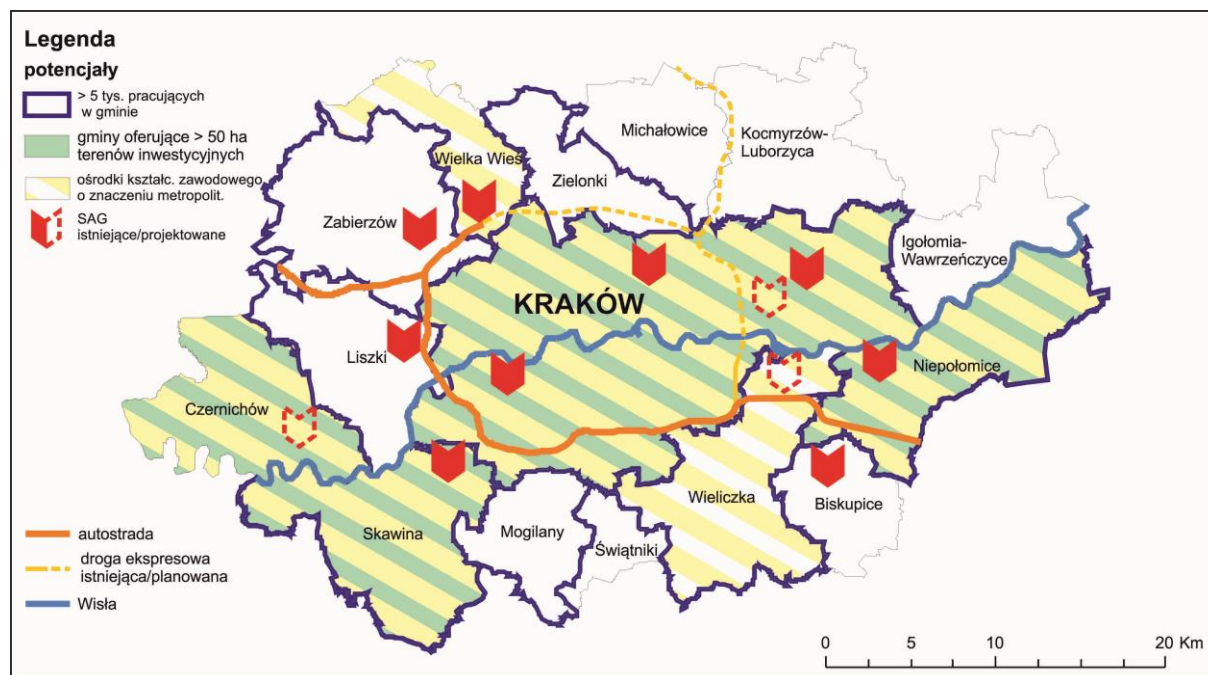 Legenda
potencjały
> 5 tys. pracujących
w gminie
gminy oferujące > 50 ha
terenów inwestycyjnych
ośrodki kształc. zawodowego
o znaczeniu metropolit.
SAG
istniejące/projektowane
Michałowice
Kocmyrzów-
Luborzyca
Wielka Wieś
Zielonki
Zabierzów
Igołomia-
Wawrzeńczyce
KRAKÓW
Liszki
Niepołomice
Czernichów
Wieliczka
Biskupice
Skawina
Mogilany
Świątniki
autostrada
droga ekspresowa
istniejąca/planowana
Wisła
0 5 10 20 Km